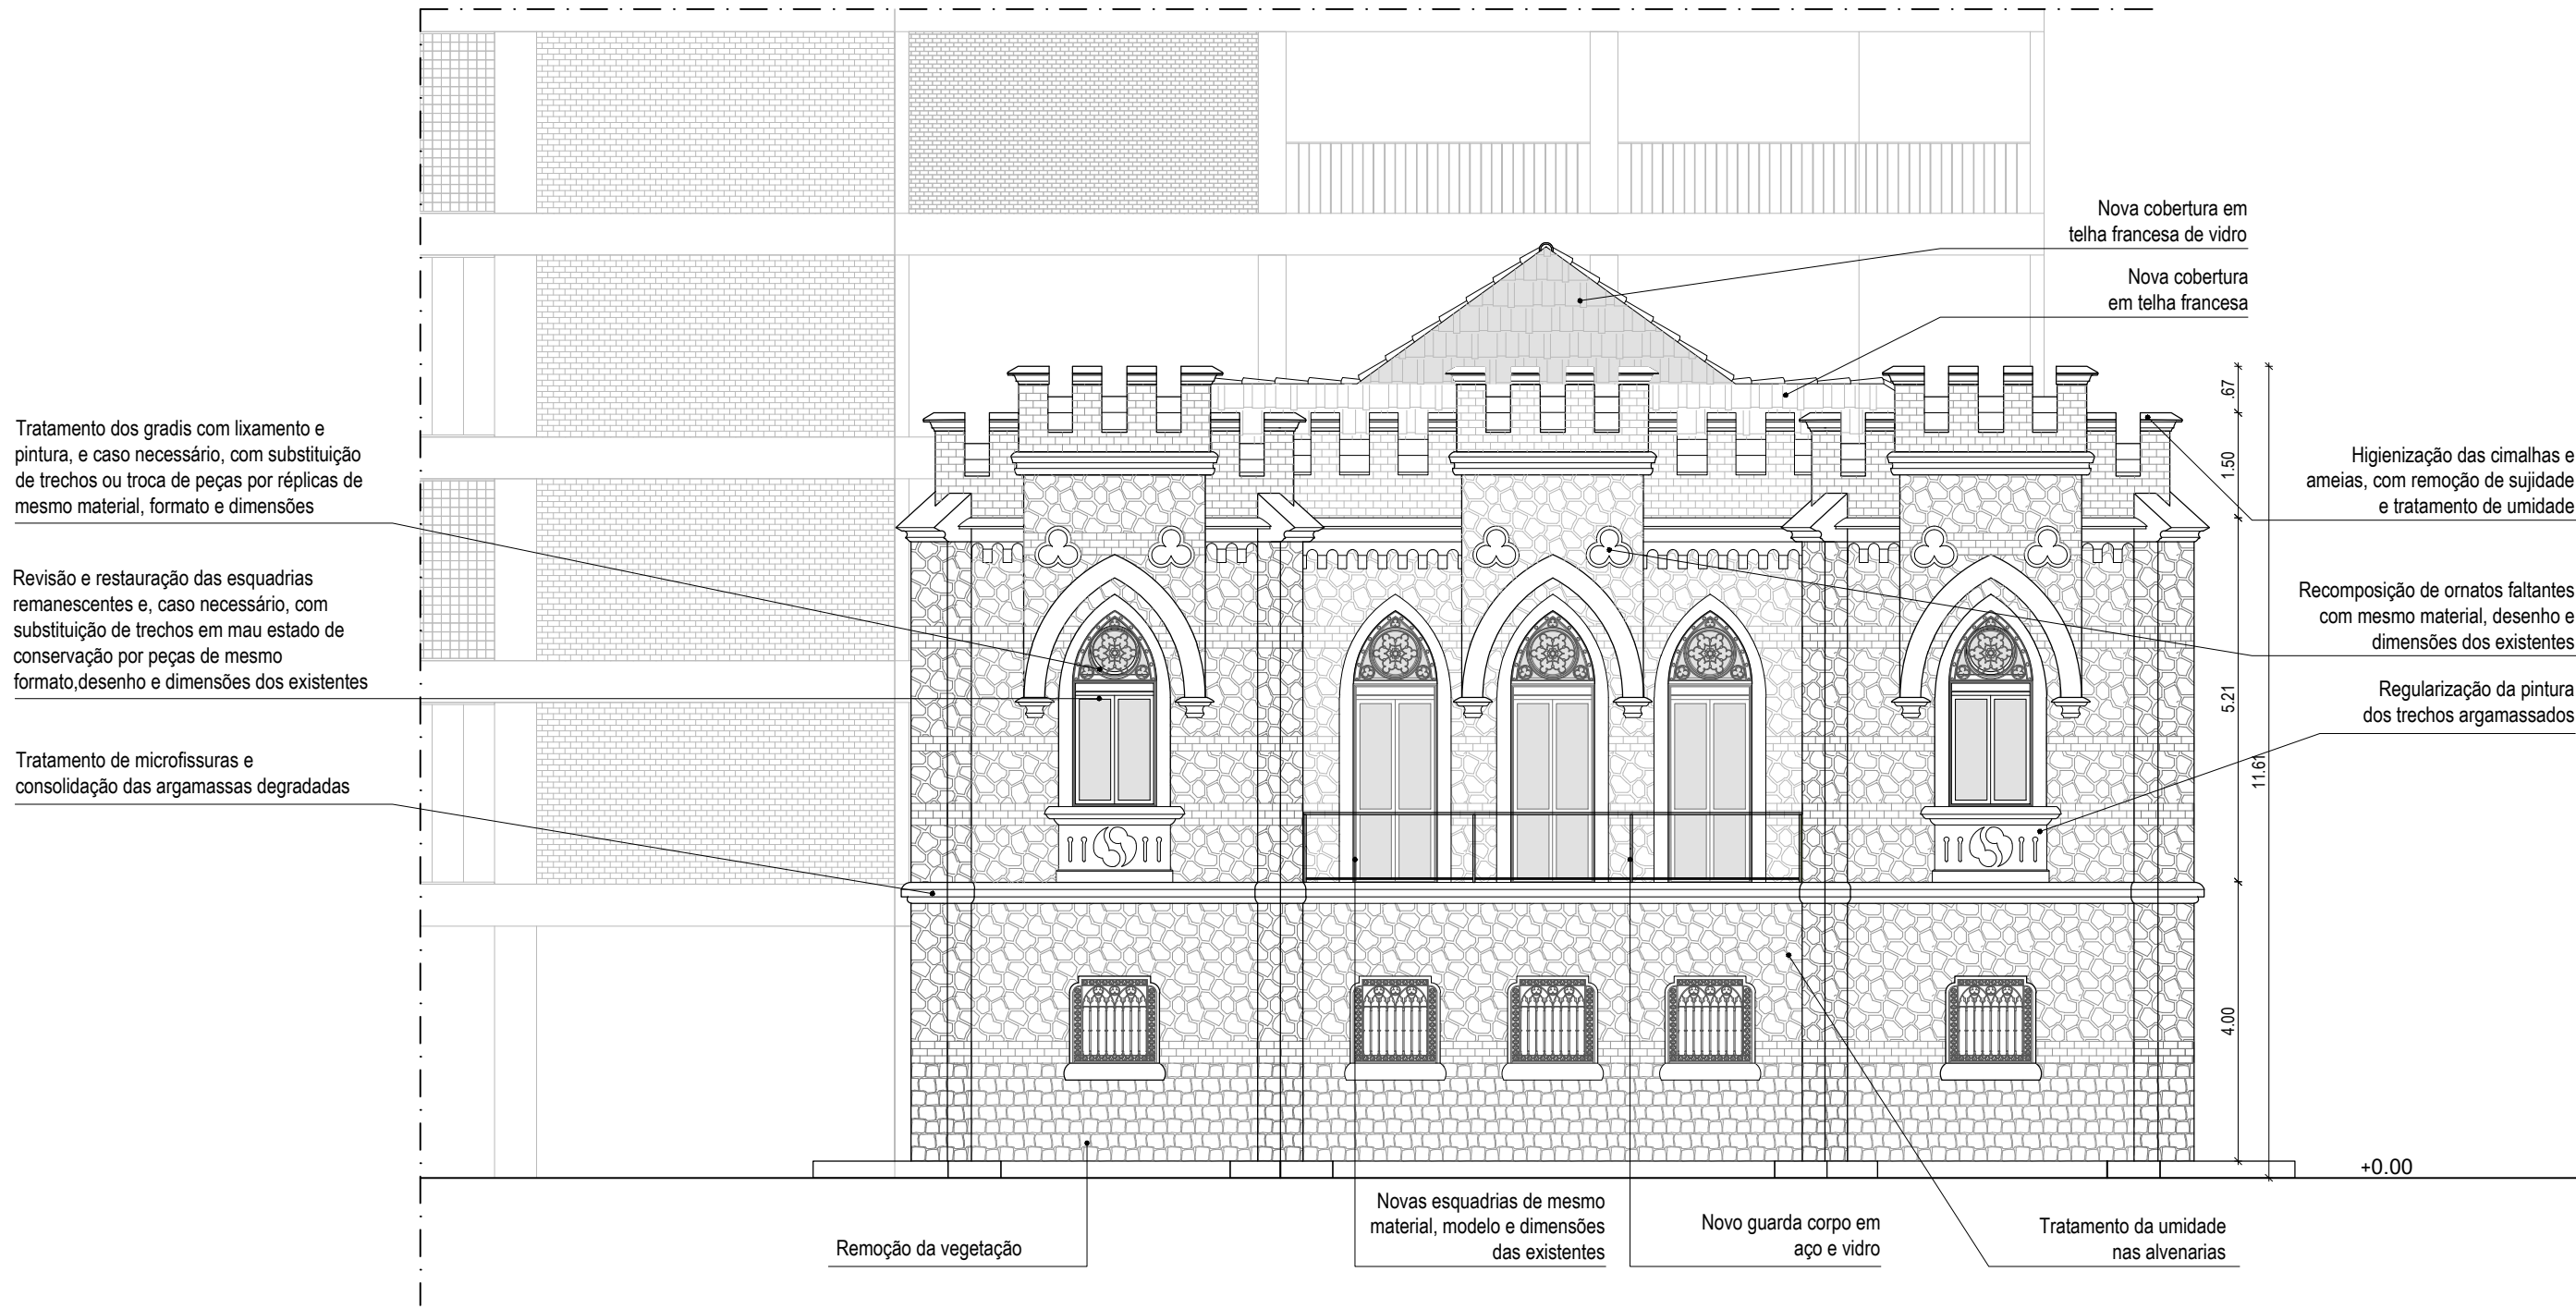 Nova cobertura em
telha francesa de vidro
Nova cobertura
em telha francesa
Tratamento dos gradis com lixamento e
pintura, e caso necessário, com substituição
de trechos ou troca de peças por réplicas de
mesmo material, formato e dimensões
Revisão e restauração das esquadrias
remanescentes e, caso necessário, com
substituição de trechos em mau estado de
conservação por peças de mesmo
formato,desenho e dimensões dos existentes
Tratamento de microfissuras e
consolidação das argamassas degradadas
.67
1.50
5.21
4.00
11.61
Higienização das cimalhas e
ameias, com remoção de sujidade
e tratamento de umidade
Recomposição de ornatos faltantes
com mesmo material, desenho e
dimensões dos existentes
Regularização da pintura
dos trechos argamassados
+0.00
Remoção da vegetação
Novas esquadrias de mesmo
material, modelo e dimensões
das existentes
Novo guarda corpo em
aço e vidro
Tratamento da umidade
nas alvenarias